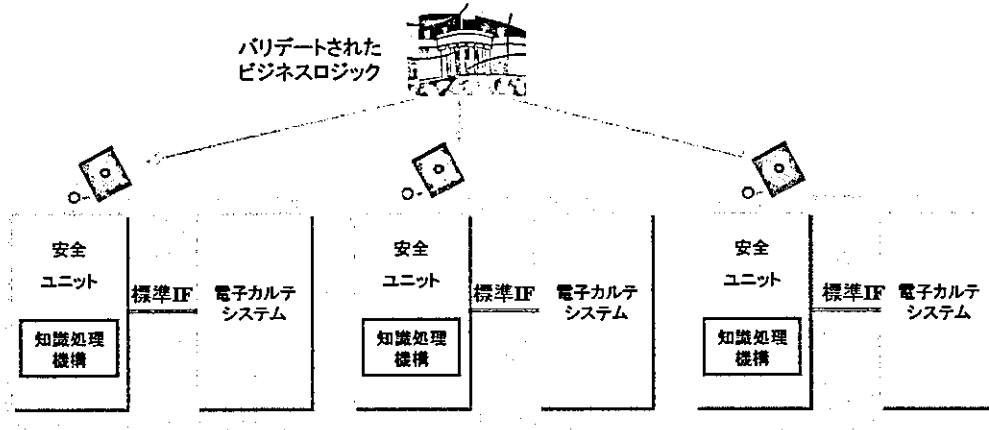 バリデートされた
ビジネスロジック
安全
ユニット
標準IF
電子カルテ
システム
知識処理
機構
安全
ユニット
標準IF
電子カルテ
システム
知識処理
機構
安全
ユニット
標準IF
電子カルテ
システム
知識処理
機構